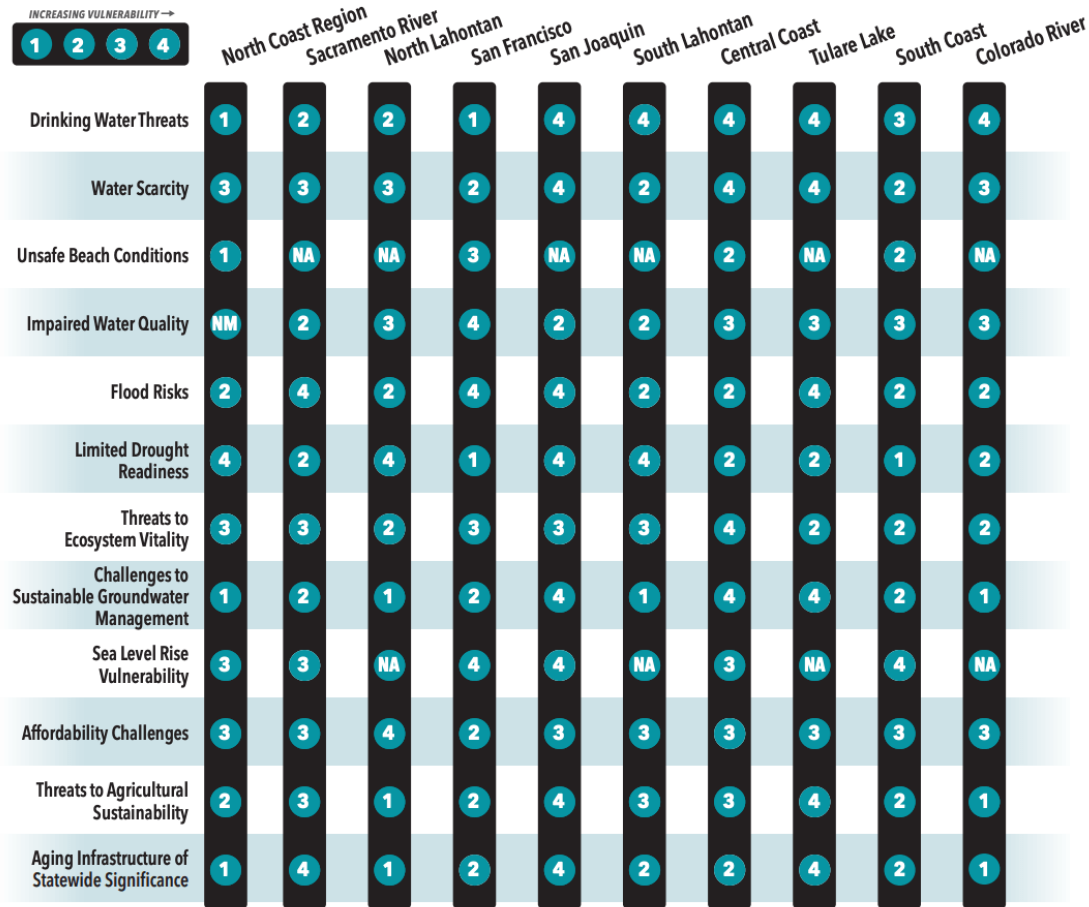 INCREASING VULNERABILITY →
1 2 3 4
North Coast Region
Sacramento River
North Lahontan
San Francisco
San Joaquin
South Lahontan
Central Coast
Tulare Lake
South Coast
Colorado River
Drinking Water Threats 1 2 2 1 4 4 4 4 3 4
Water Scarcity 3 3 3 2 4 2 4 4 2 3
Unsafe Beach Conditions 1 NA NA 3 NA NA 2 NA 2 NA
Impaired Water Quality NM 2 3 4 2 2 3 3 3 3
Flood Risks 2 4 2 4 4 2 2 4 2 2
Limited Drought
Readiness 4 2 4 1 4 4 2 2 1 2
Threats to
Ecosystem Vitality 3 3 2 3 3 3 4 2 2 2
Challenges to
Sustainable Groundwater
Management 1 2 1 2 4 1 4 4 2 1
Sea Level Rise
Vulnerability 3 3 NA 4 4 NA 3 NA 4 NA
Affordability Challenges 3 3 4 2 3 3 3 3 3 3
Threats to Agricultural
Sustainability 2 3 1 2 4 3 3 4 2 1
Aging Infrastructure of
Statewide Significance 1 4 1 2 4 2 2 4 2 1